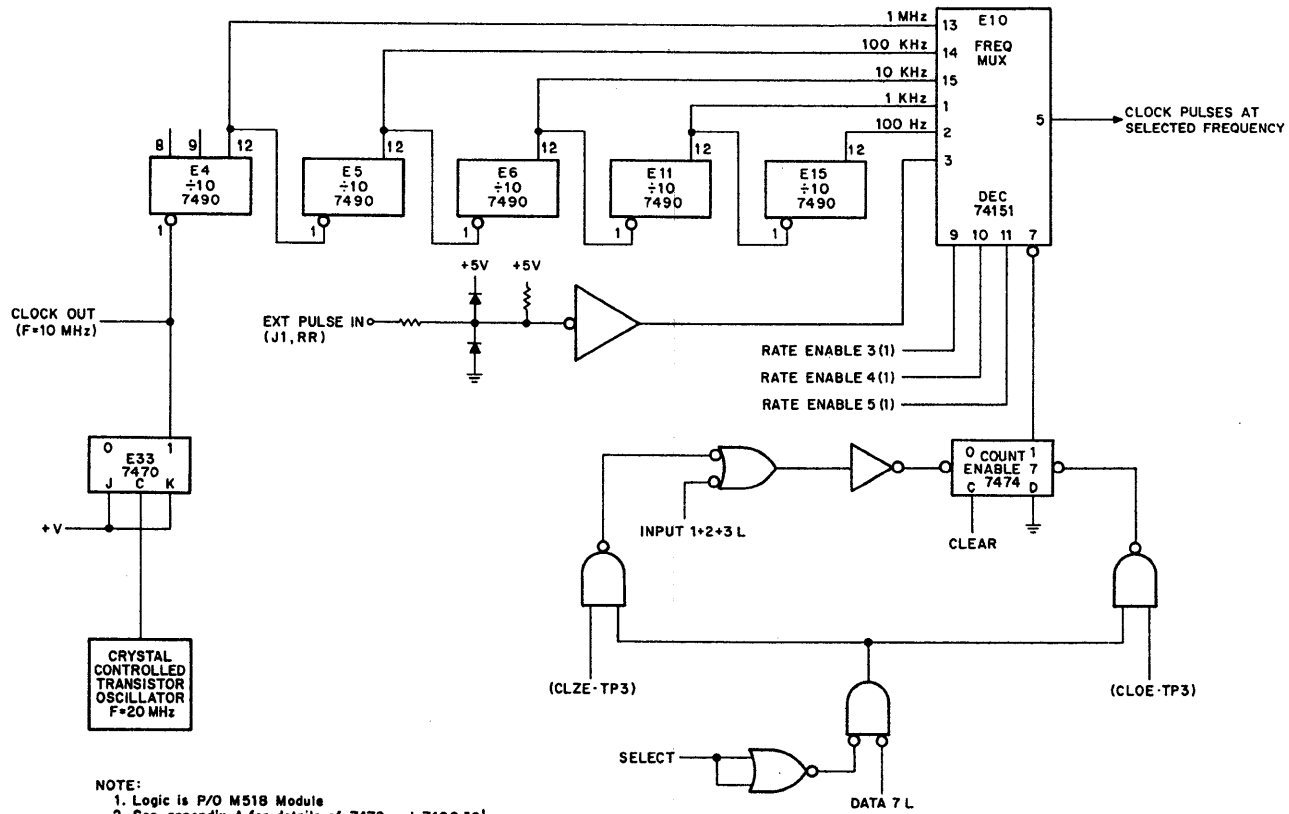 1 MHz
13
E10
FREQ
MUX
100 KHz
14
10 KHz
15
1 KHz
1
100 Hz
2
3
5
CLOCK PULSES AT
SELECTED FREQUENCY
DEC
74151
9 10 11 7
8 9 12
E4
÷10
7490
1
12
E5
÷10
7490
1
12
E6
÷10
7490
1
12
E11
÷10
7490
1
12
E15
÷10
7490
1
CLOCK OUT
(F=10 MHz)
+5V +5V
EXT PULSE IN
(J1,RR)
RATE ENABLE 3(1)
RATE ENABLE 4(1)
RATE ENABLE 5(1)
0 1
E33
7470
J C K
+V
CRYSTAL
CONTROLLED
TRANSISTOR
OSCILLATOR
F=20 MHz
INPUT 1+2+3 L
0 COUNT 1
ENABLE 7
7474
C D
CLEAR
(CLZE·TP3)
(CLOE·TP3)
SELECT
DATA 7 L
NOTE:
1. Logic is P/O M518 Module